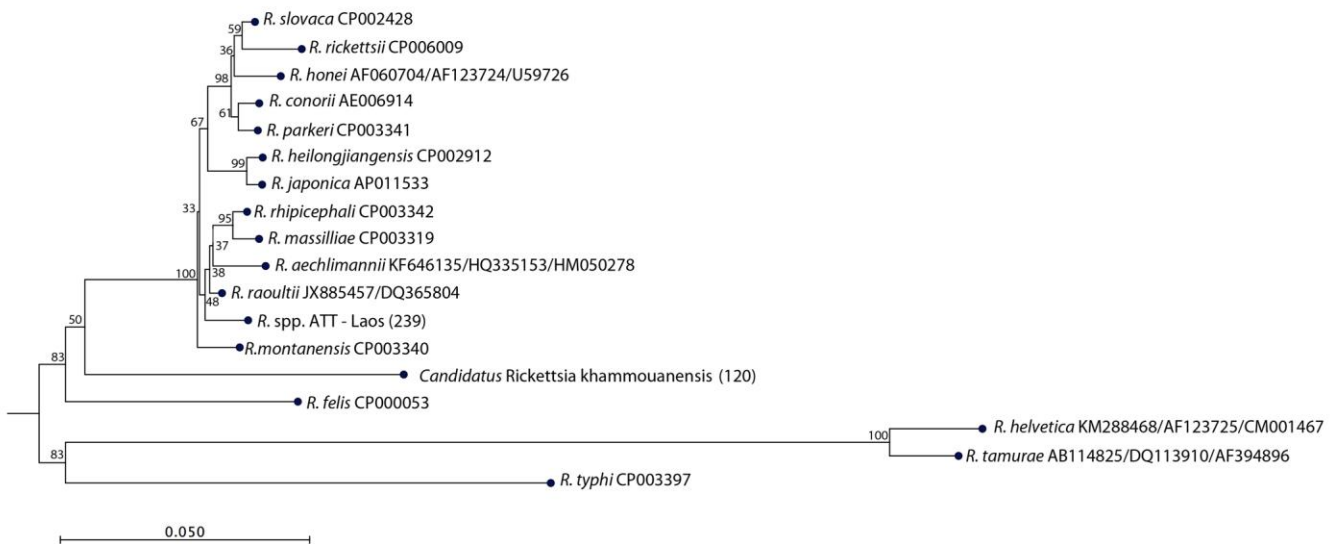 R. slovaca CP002428
59
R. rickettsii CP006009
36
R. honei AF060704/AF123724/U59726
98
R. conorii AE006914
61
67
R. parkeri CP003341
R. heilongjiangensis CP002912
99
R. japonica AP011533
33
R. rhipicephali CP003342
95
R. massilliae CP003319
37
R. aechlimannii KF646135/HQ335153/HM050278
100
38
R. raoultii JX885457/DQ365804
48
R. spp. ATT - Laos (239)
50
R.montanensis CP003340
83
Candidatus Rickettsia khammouanensis (120)
R. felis CP000053
R. helvetica KM288468/AF123725/CM001467
100
R. tamurae AB114825/DQ113910/AF394896
83
R. typhi CP003397
0.050